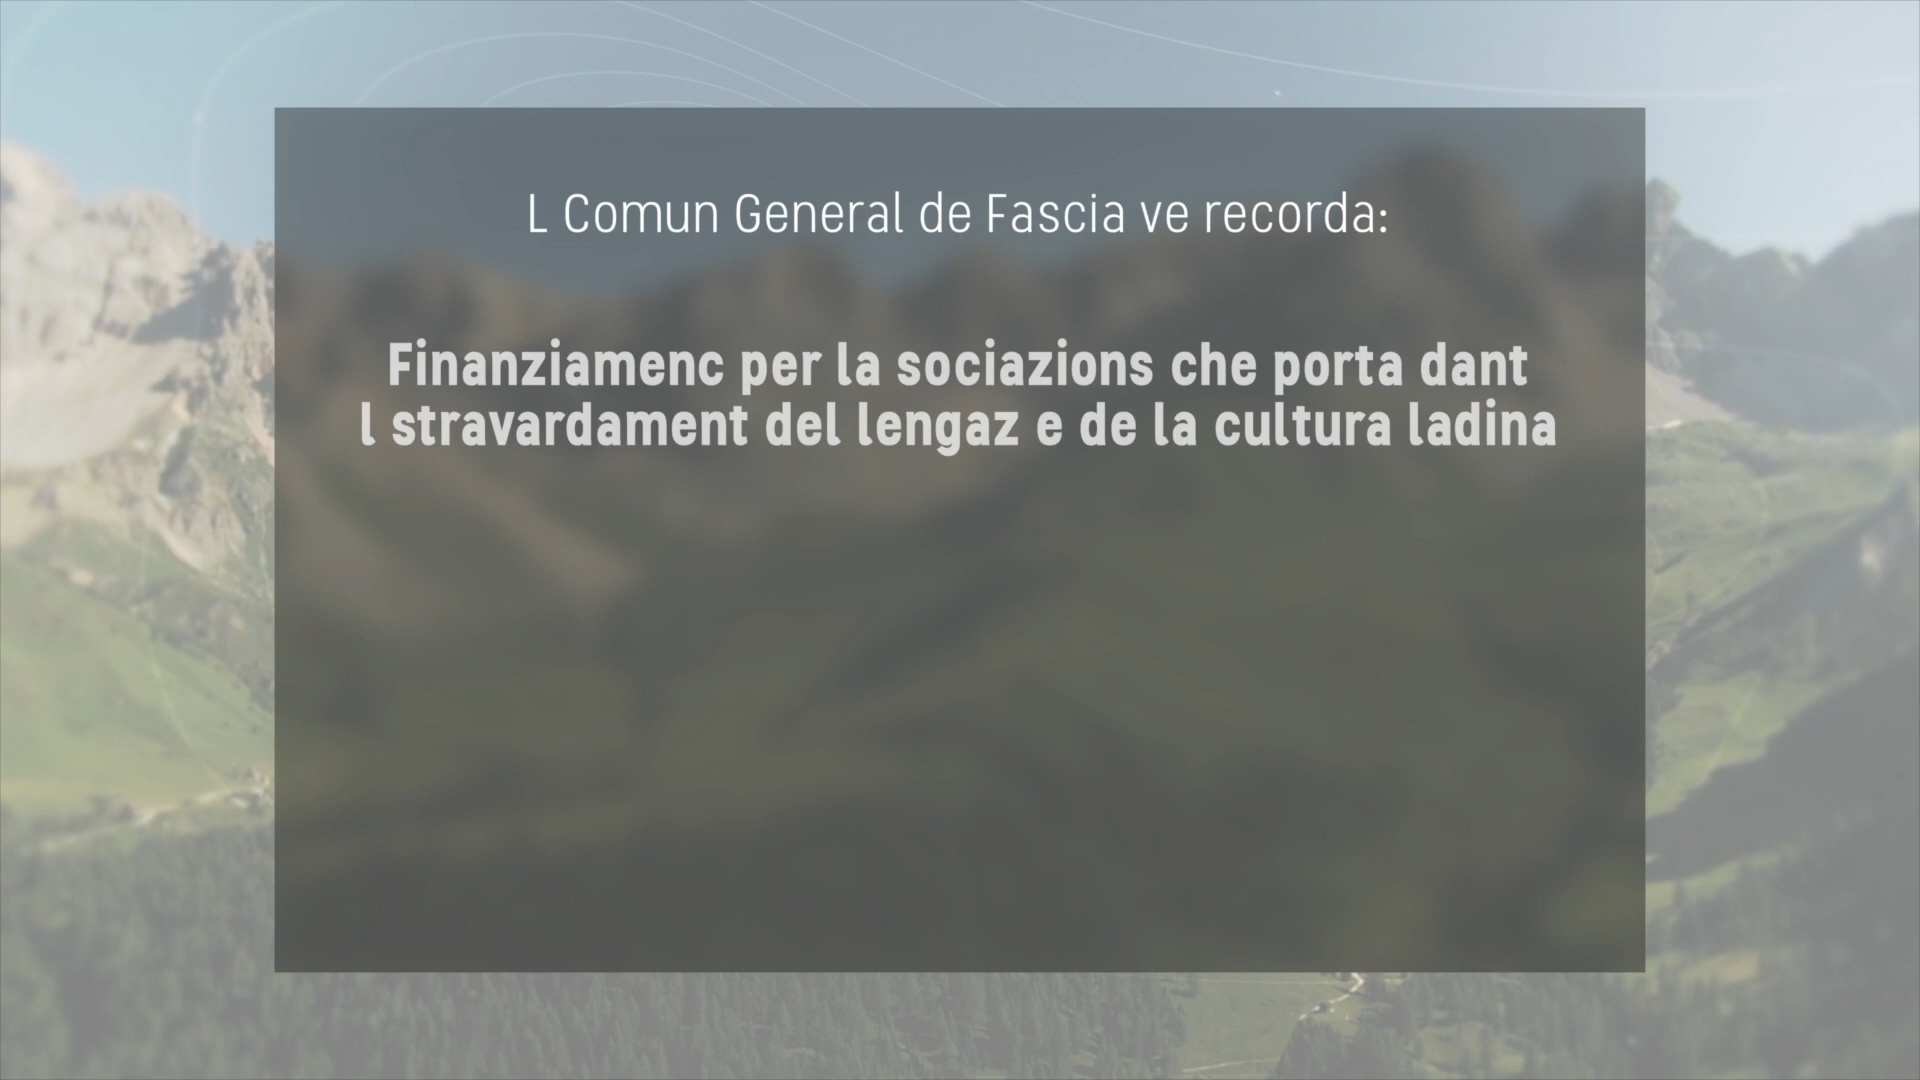 L Comun General de Fascia ve recorda:
Finanziamenc per la sociazions che porta dant
l stravardament del lengaz e de la cultura ladina